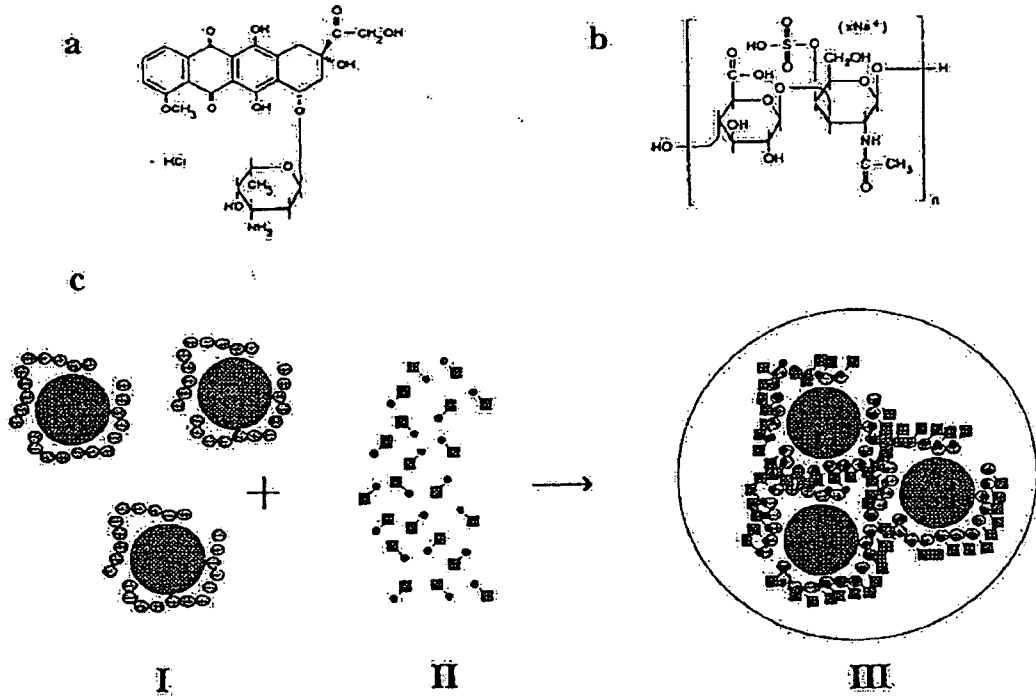 a
O
OH
O
CH₂OH
OH
OCH₃
O
OH
O
· HCl
O
CH₃
HO
NH₂
b
(xNa⁺)
O
HO-S-O
O
O
C-OH
CH₂OH
O
H
O
O
O
OH
HO
OH
NH
C-CH₃
O
n
c
+
I
II
III